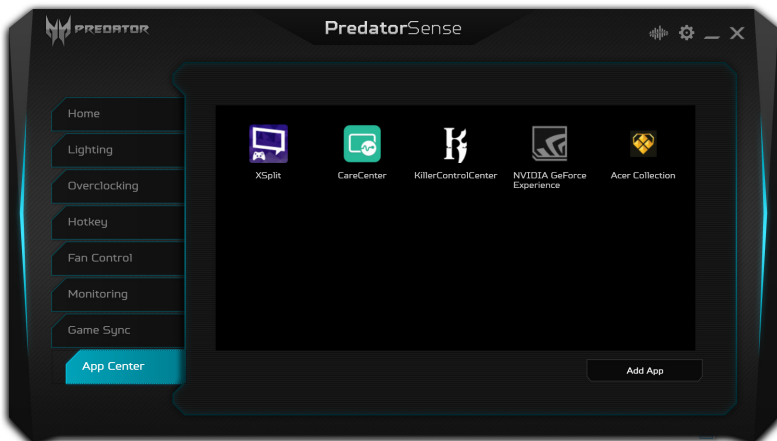 PREDATOR
PredatorSense
Home
Lighting
Overclocking
Hotkey
Fan Control
Monitoring
Game Sync
App Center
XSplit
CareCenter
KillerControlCenter
NVIDIA GeForce
Experience
Acer Collection
Add App